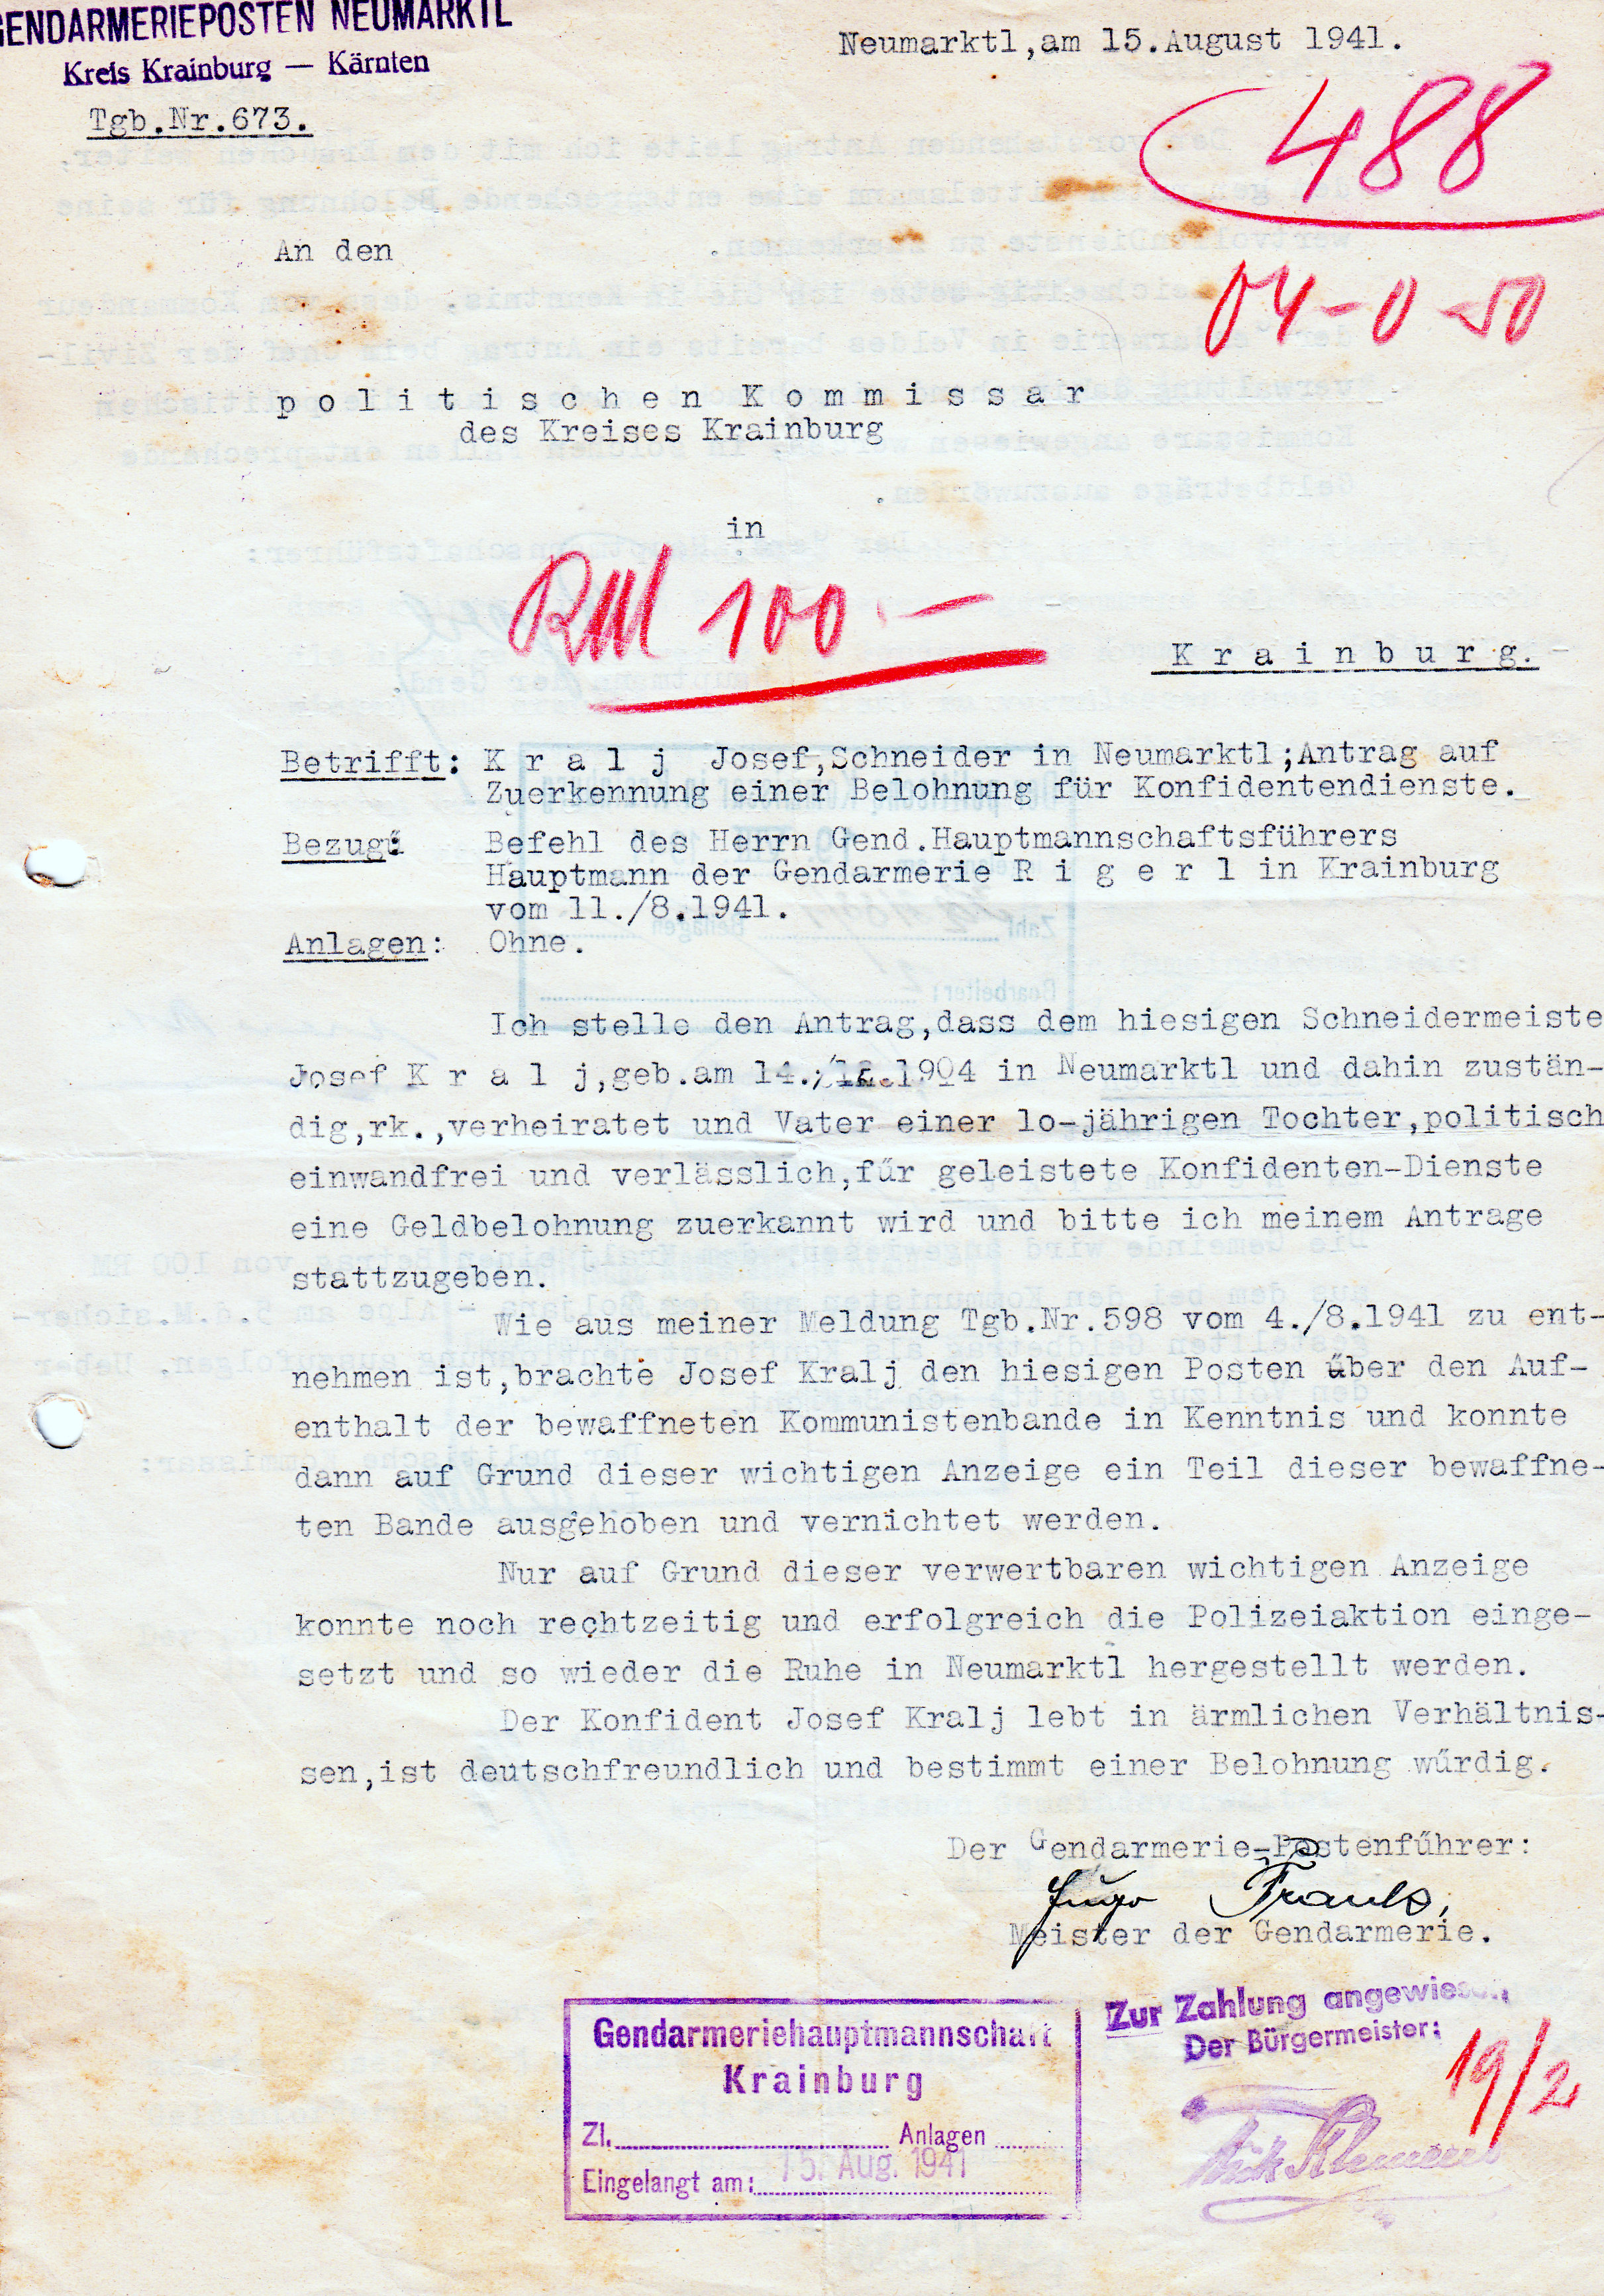 GENDARMERIEPOSTEN NEUMARKTL
Kreis Krainburg — Kärnten
Tgb.Nr.673.
Neumarktl,am 15.August 1941.
488
04-0-50
An den
p o l i t i s c h e n K o m m i s s a r
des Kreises Krainburg
in
RM 100.-
K r a i n b u r g.
Betrifft: K r a l j Josef,Schneider in Neumarktl;Antrag auf
Zuerkennung einer Belohnung für Konfidentendienste.
Bezug: Befehl des Herrn Gend.Hauptmannschaftsführers
Hauptmann der Gendarmerie R i g e r l in Krainburg
vom 11./8.1941.
Anlagen: Ohne.
Ich stelle den Antrag,dass dem hiesigen Schneidermeiste
Josef K r a l j,geb.am 14./12.1904 in Neumarktl und dahin zustän-
dig,rk.,verheiratet und Vater einer lo-jährigen Tochter,politisch
einwandfrei und verlässlich,für geleistete Konfidenten-Dienste
eine Geldbelohnung zuerkannt wird und bitte ich meinem Antrage
stattzugeben.
Wie aus meiner Meldung Tgb.Nr.598 vom 4./8.1941 zu ent-
nehmen ist,brachte Josef Kralj den hiesigen Posten über den Auf-
enthalt der bewaffneten Kommunistenbande in Kenntnis und konnte
dann auf Grund dieser wichtigen Anzeige ein Teil dieser bewaffne-
ten Bande ausgehoben und vernichtet werden.
Nur auf Grund dieser verwertbaren wichtigen Anzeige
konnte noch rechtzeitig und erfolgreich die Polizeiaktion einge-
setzt und so wieder die Ruhe in Neumarktl hergestellt werden.
Der Konfident Josef Kralj lebt in ärmlichen Verhältnis-
sen,ist deutschfreundlich und bestimmt einer Belohnung würdig.
Der Gendarmerie-Postenführer:
Hugo Frank,
Meister der Gendarmerie.
Gendarmeriehauptmannschaft
Krainburg
Zl. Anlagen
Eingelangt am: 15. Aug. 1941
Zur Zahlung angewiesen
Der Bürgermeister:
19/2